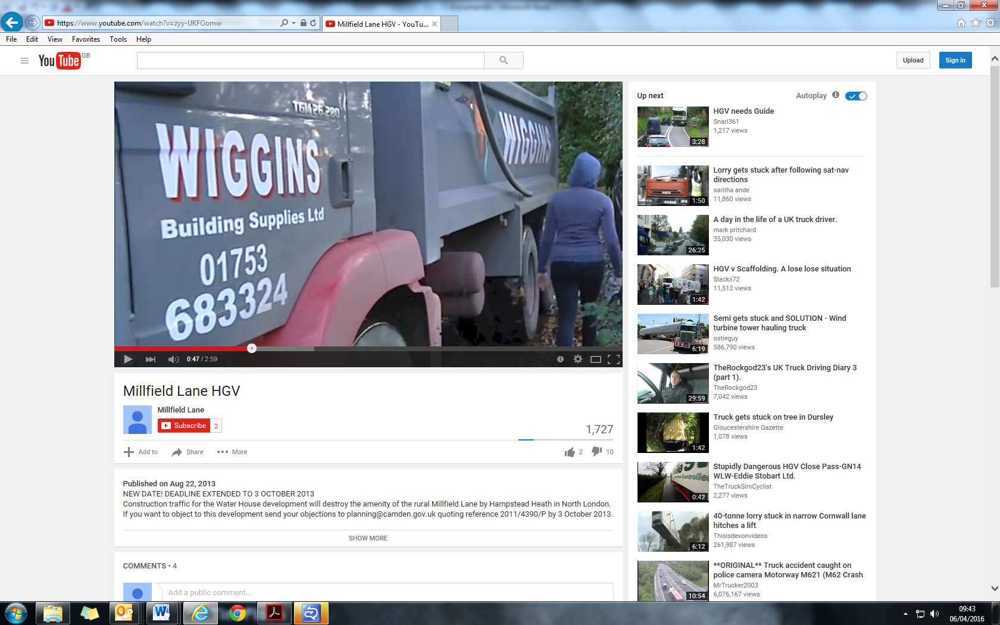 https://www.youtube.com/watch?v=zyy-UKFOomw
Millfield Lane HGV - YouTu...
File Edit View Favorites Tools Help
YouTube GB
Upload
Sign in
TGM 26.280
WIGGINS
Building Supplies Ltd
01753
683324
WIGGINS
0:47 / 2:59
Millfield Lane HGV
Millfield Lane
Subscribe 2
1,727
Add to Share More
2 10
Published on Aug 22, 2013
NEW DATE! DEADLINE EXTENDED TO 3 OCTOBER 2013
Construction traffic for the Water House development will destroy the amenity of the rural Millfield Lane by Hampstead Heath in North London.
If you want to object to this development send your objections to planning@camden.gov.uk quoting reference 2011/4390/P by 3 October 2013.
SHOW MORE
COMMENTS • 4
Add a public comment...
Up next
Autoplay
HGV needs Guide
Snarl361
1,217 views
3:28
Lorry gets stuck after following sat-nav
directions
saritha ande
11,860 views
1:50
A day in the life of a UK truck driver.
mark pritchard
35,030 views
26:25
HGV v Scaffolding. A lose lose situation
Slackii72
11,512 views
1:42
Semi gets stuck and SOLUTION - Wind
turbine tower hauling truck
ostieguy
586,790 views
6:19
TheRockgod23's UK Truck Driving Diary 3
(part 1).
TheRockgod23
7,042 views
29:59
Truck gets stuck on tree in Dursley
Gloucestershire Gazette
1,078 views
1:42
Stupidly Dangerous HGV Close Pass-GN14
WLW-Eddie Stobart Ltd.
TheTruckSimCyclist
2,277 views
0:42
40-tonne lorry stuck in narrow Cornwall lane
hitches a lift
Thisisdevonvideos
261,987 views
6:12
**ORIGINAL** Truck accident caught on
police camera Motorway M621 (M62 Crash
MrTrucker2003
6,076,167 views
10:54
09:43
06/04/2016